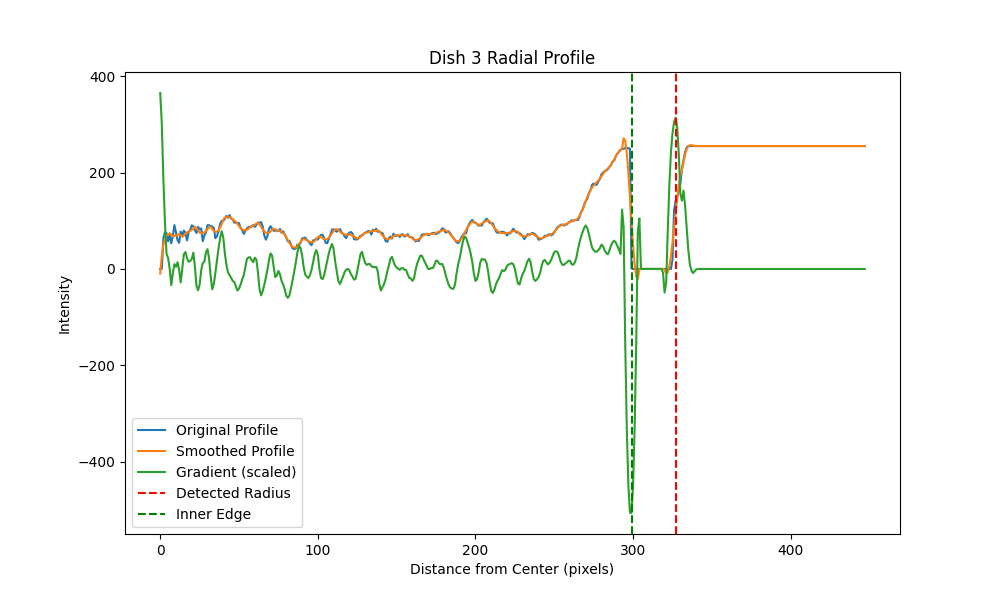 Dish 3 Radial Profile
400
200
0
−200
−400
Intensity
Original Profile
Smoothed Profile
Gradient (scaled)
Detected Radius
Inner Edge
0 100 200 300 400
Distance from Center (pixels)